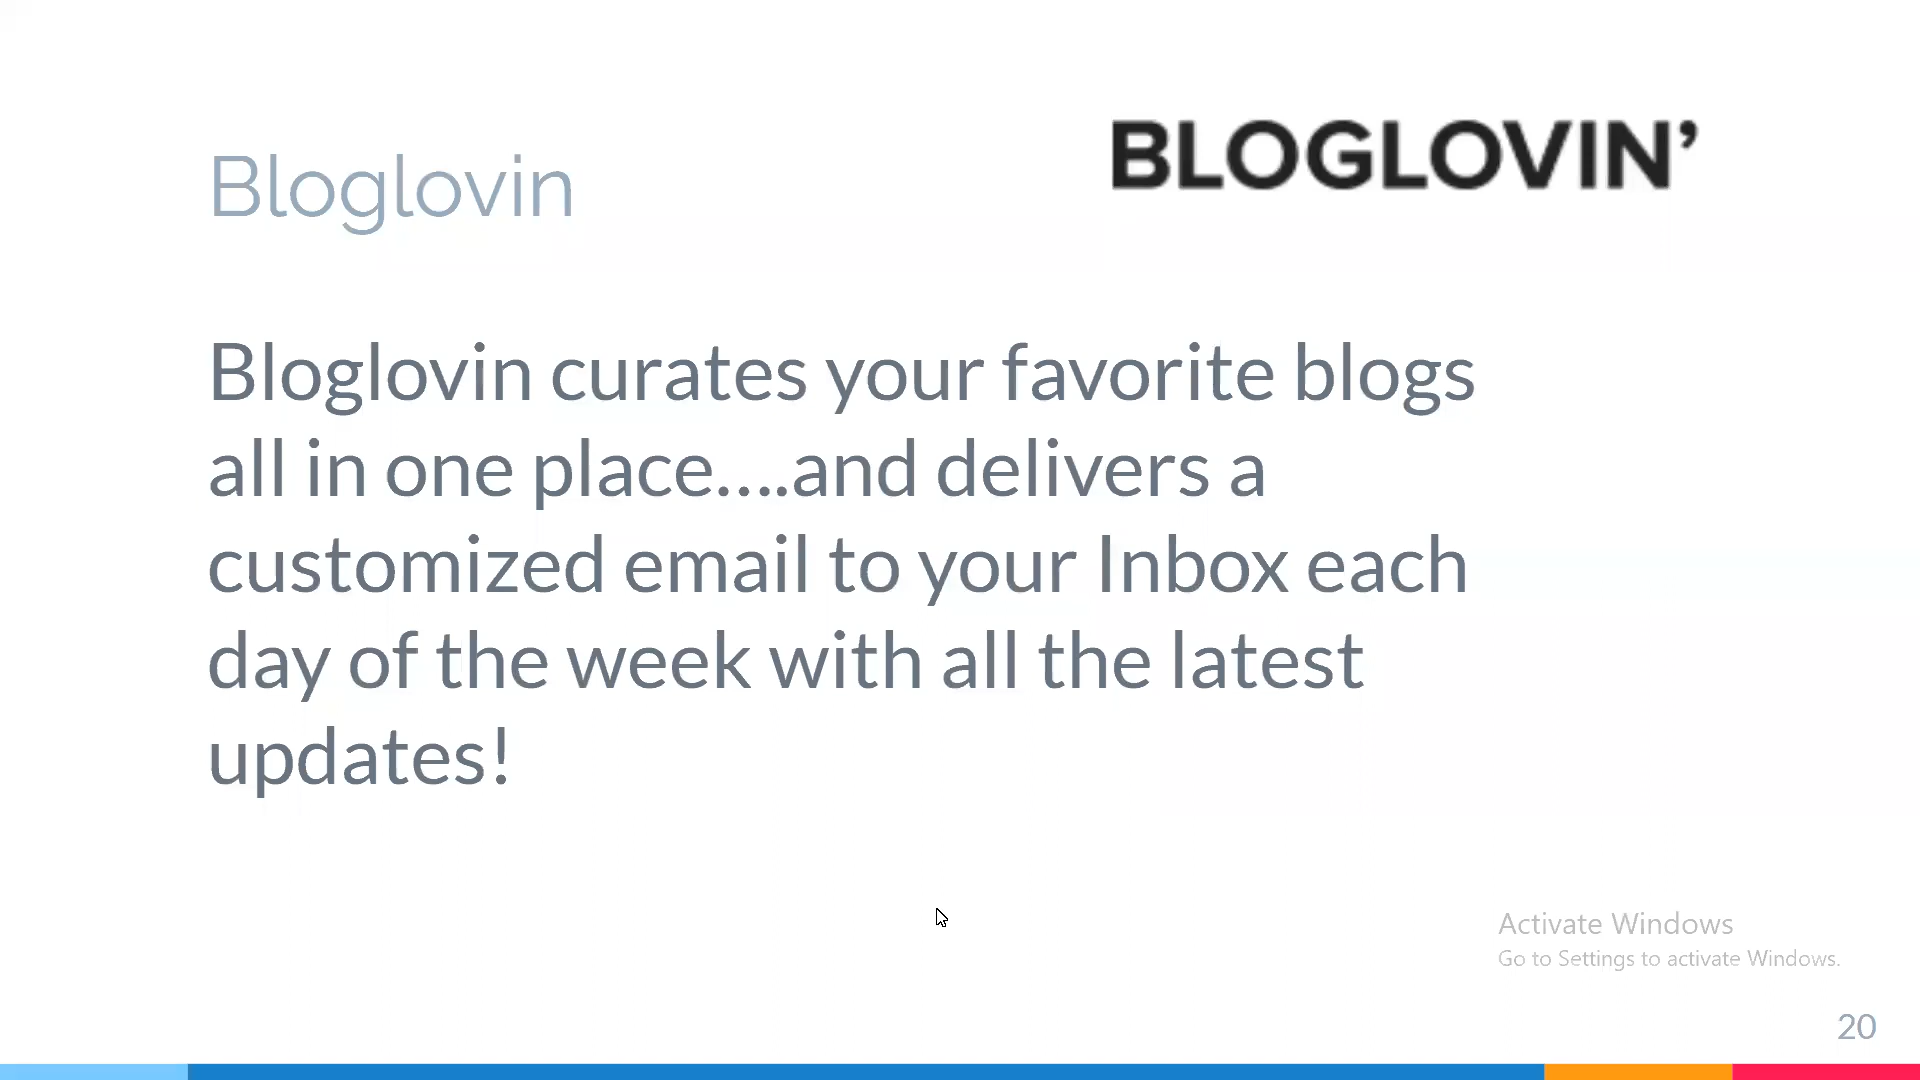 Bloglovin
BLOGLOVIN’
Bloglovin curates your favorite blogs
all in one place....and delivers a
customized email to your Inbox each
day of the week with all the latest
updates!
Activate Windows
Go to Settings to activate Windows.
20